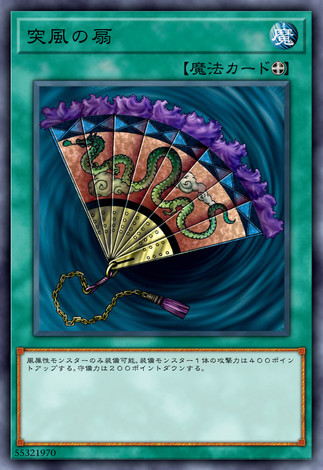 突風の扇
魔
【魔法カード】
風属性モンスターのみ装備可能。装備モンスター1体の攻撃力は400ポイン
トアップする。守備力は200ポイントダウンする。
55321970